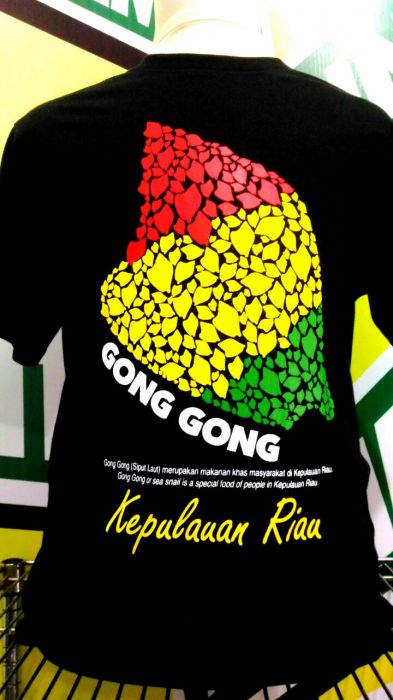 GONG GONG
Gong Gong (Siput Laut) merupakan makanan khas masyarakat di Kepulauan Riau.
Gong Gong or sea snail is a special food of people in Kepulauan Riau.
Kepulauan Riau